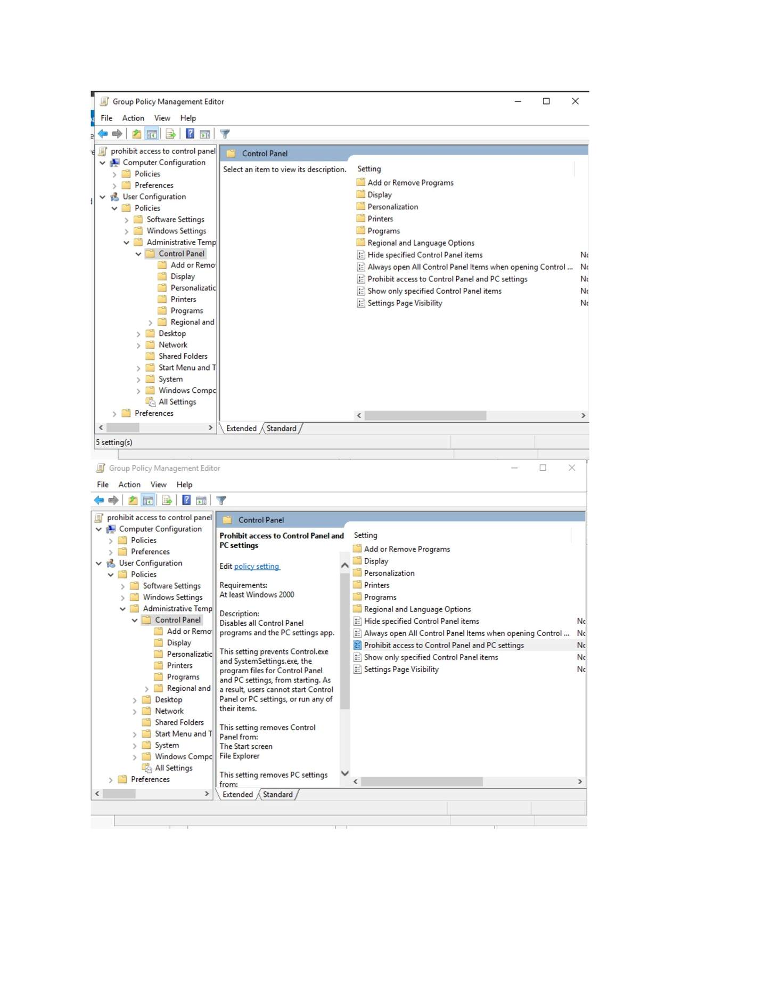 Group Policy Management Editor
File Action View Help
prohibit access to control panel
Computer Configuration
Policies
Preferences
User Configuration
Policies
Software Settings
Windows Settings
Administrative Temp
Control Panel
Add or Remo
Display
Personalizatic
Printers
Programs
Regional and
Desktop
Network
Shared Folders
Start Menu and T
System
Windows Compc
All Settings
Preferences
Control Panel
Select an item to view its description.
Setting
Add or Remove Programs
Display
Personalization
Printers
Programs
Regional and Language Options
Hide specified Control Panel items
Always open All Control Panel Items when opening Control ...
Prohibit access to Control Panel and PC settings
Show only specified Control Panel items
Settings Page Visibility
Extended Standard
5 setting(s)
Group Policy Management Editor
File Action View Help
prohibit access to control panel
Computer Configuration
Policies
Preferences
User Configuration
Policies
Software Settings
Windows Settings
Administrative Temp
Control Panel
Add or Remo
Display
Personalizatic
Printers
Programs
Regional and
Desktop
Network
Shared Folders
Start Menu and T
System
Windows Compc
All Settings
Preferences
Control Panel
Prohibit access to Control Panel and
PC settings
Edit policy setting
Requirements:
At least Windows 2000
Description:
Disables all Control Panel
programs and the PC settings app.
This setting prevents Control.exe
and SystemSettings.exe, the
program files for Control Panel
and PC settings, from starting. As
a result, users cannot start Control
Panel or PC settings, or run any of
their items.
This setting removes Control
Panel from:
The Start screen
File Explorer
This setting removes PC settings
from:
Setting
Add or Remove Programs
Display
Personalization
Printers
Programs
Regional and Language Options
Hide specified Control Panel items
Always open All Control Panel Items when opening Control ...
Prohibit access to Control Panel and PC settings
Show only specified Control Panel items
Settings Page Visibility
Extended Standard